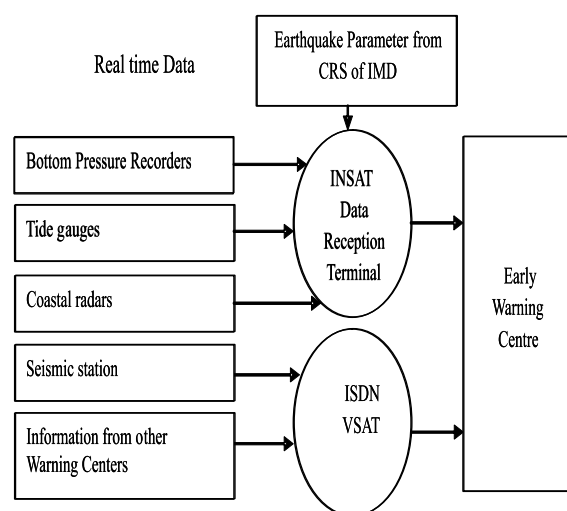 Real time Data
Earthquake Parameter from
CRS of IMD
Bottom Pressure Recorders
Tide gauges
Coastal radars
Seismic station
Information from other
Warning Centers
INSAT
Data
Reception
Terminal
ISDN
VSAT
Early
Warning
Centre